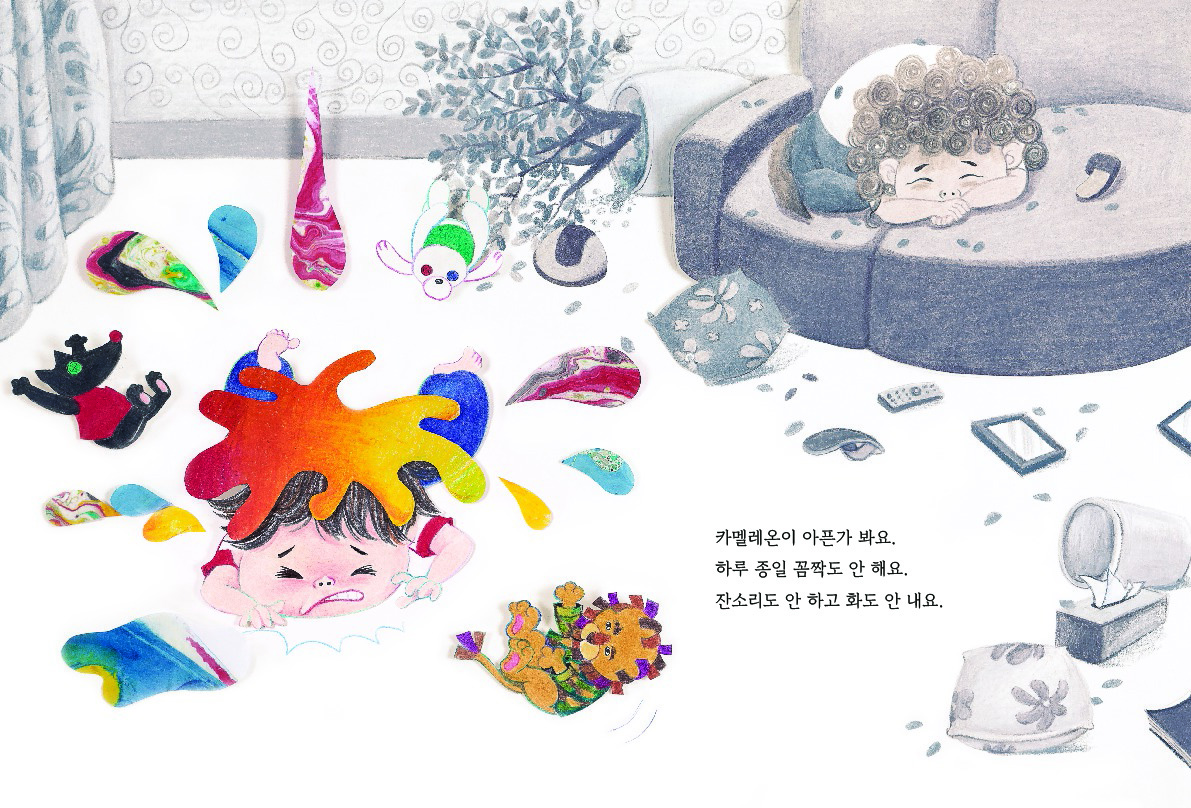 카멜레온이 아픈가 봐요.
하루 종일 꼼짝도 안 해요.
잔소리도 안 하고 화도 안 내요.